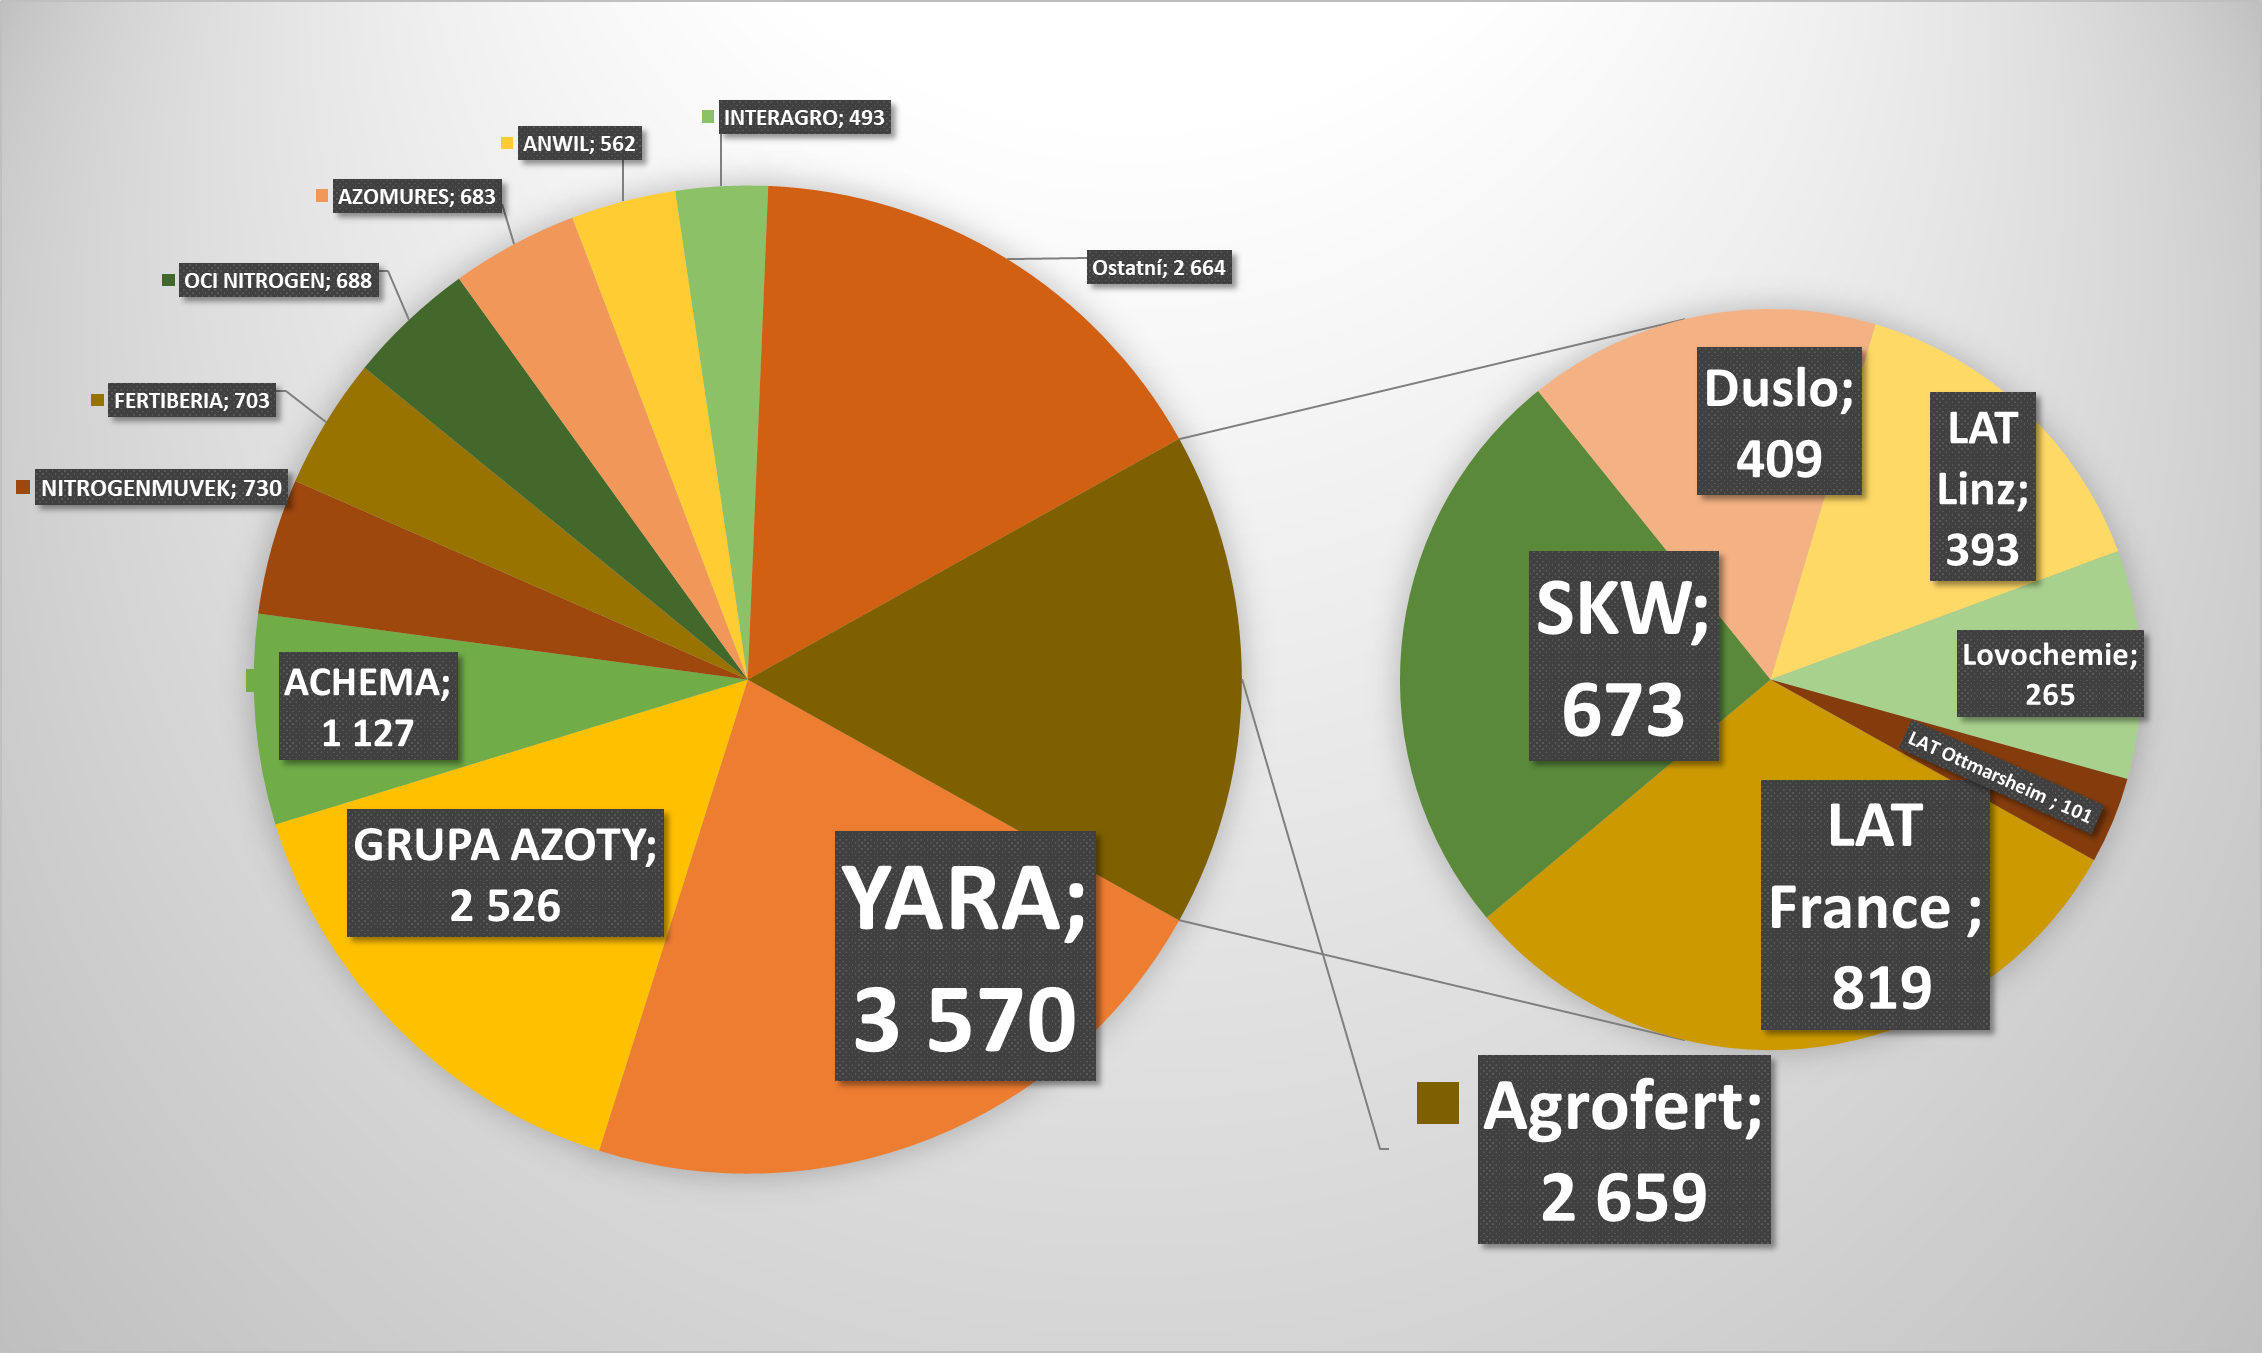 INTERAGRO; 493
ANWIL; 562
AZOMURES; 683
OCI NITROGEN; 688
FERTIBERIA; 703
NITROGENMUVEK; 730
ACHEMA;
1 127
GRUPA AZOTY;
2 526
YARA;
3 570
Ostatní; 2 664
Duslo;
409
LAT
Linz;
393
SKW;
673
Lovochemie;
265
LAT Ottmarsheim ; 101
LAT
France ;
819
Agrofert;
2 659